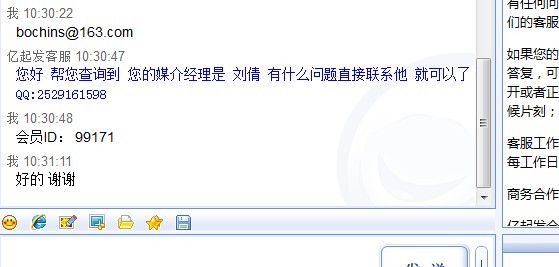 我 10:30:22
bochins@163.com
亿起发客服 10:30:47
您好 帮您查询到 您的媒介经理是 刘倩 有什么问题直接联系他 就可以了
QQ:2529161598
我 10:30:48
会员ID： 99171
我 10:31:11
好的 谢谢
有任何问
们的客服
如果您的
答复，可
开或者正
候片刻；
客服工作
每工作日
商务合作
亿起发会
发 送